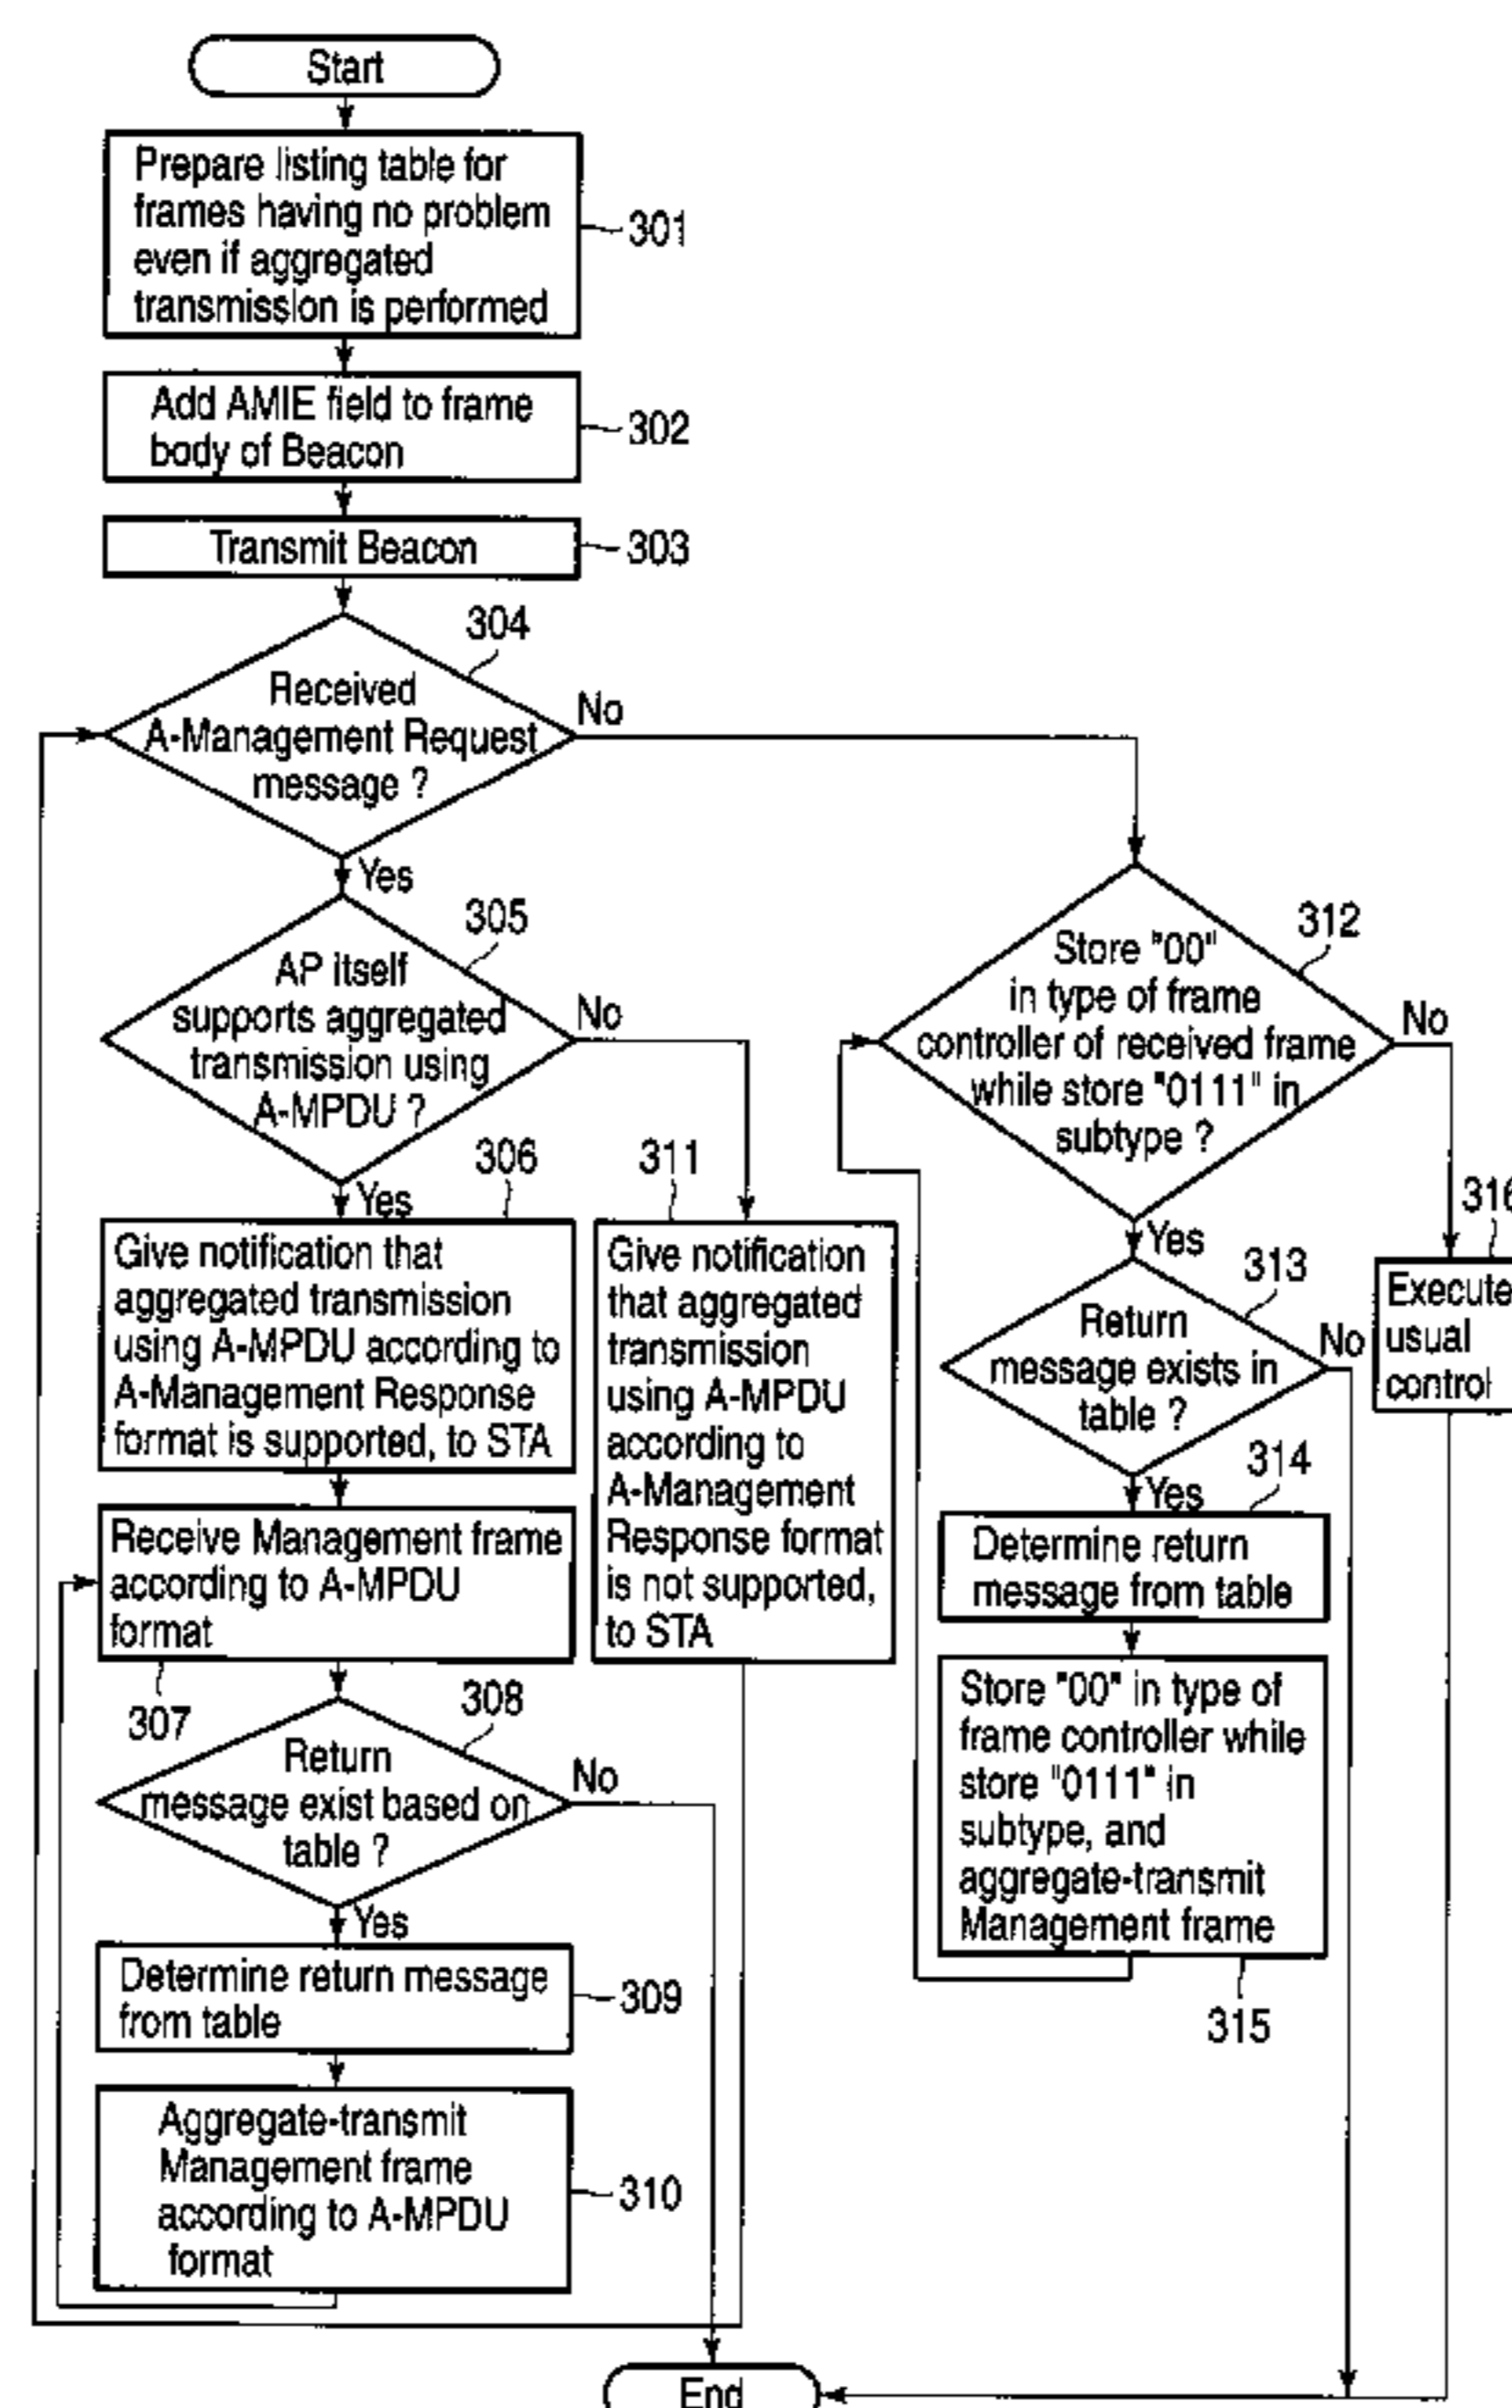 Start
Prepare listing table for
frames having no problem
even if aggregated
transmission is performed
301
Add AMIE field to frame
body of Beacon
302
Transmit Beacon
303
304
Received
A-Management Request
message ?
No
Yes
305
AP itself
supports aggregated
transmission using
A-MPDU ?
No
Yes
306
Give notification that
aggregated transmission
using A-MPDU according to
A-Management Response
format is supported, to STA
311
Give notification
that aggregated
transmission
using A-MPDU
according to
A-Management
Response format
is not supported,
to STA
Receive Management frame
according to A-MPDU
format
307
308
Return
message exist based on
table ?
No
Yes
Determine return message
from table
309
Aggregate-transmit
Management frame
according to A-MPDU
format
310
312
Store "00"
in type of frame
controller of received frame
while store "0111" in
subtype ?
No
Yes
316
Execute
usual
control
313
Return
message exists in
table ?
No
Yes
314
Determine return
message from table
Store "00" in type of
frame controller while
store "0111" in
subtype, and
aggregate-transmit
Management frame
315
End